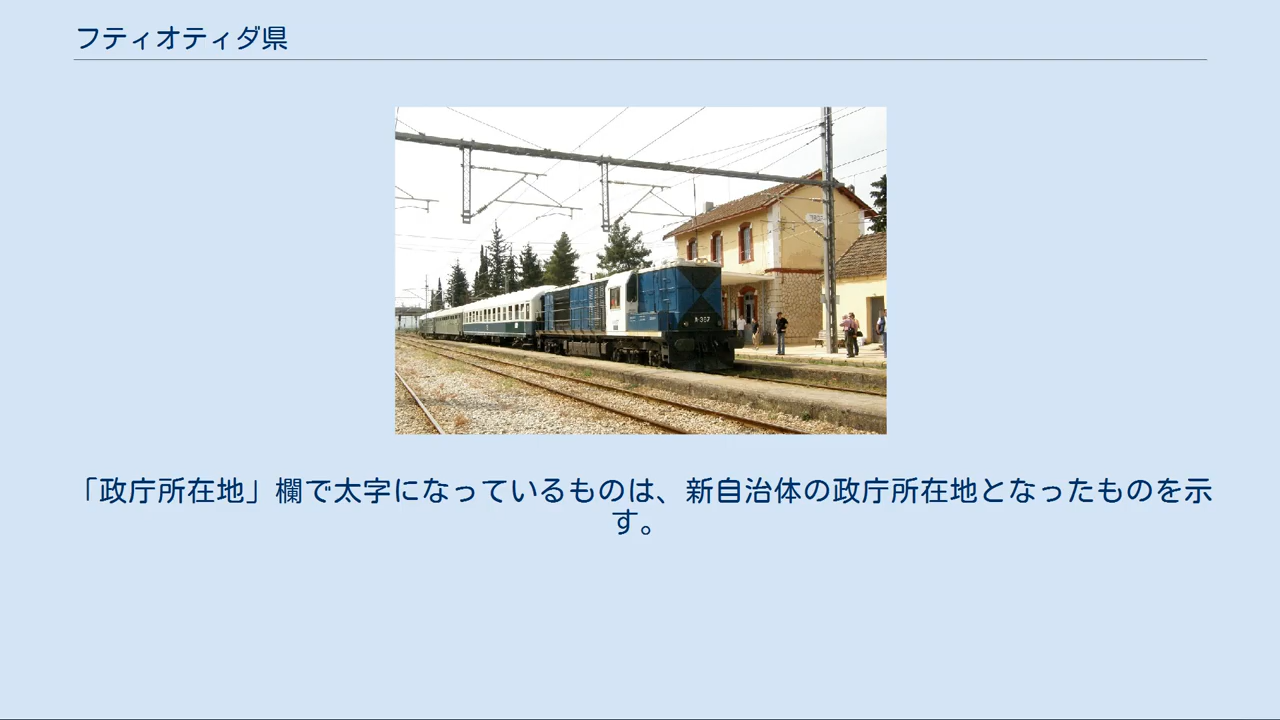 フティオティダ県
A-357
「政庁所在地」欄で太字になっているものは、新自治体の政庁所在地となったものを示
す。